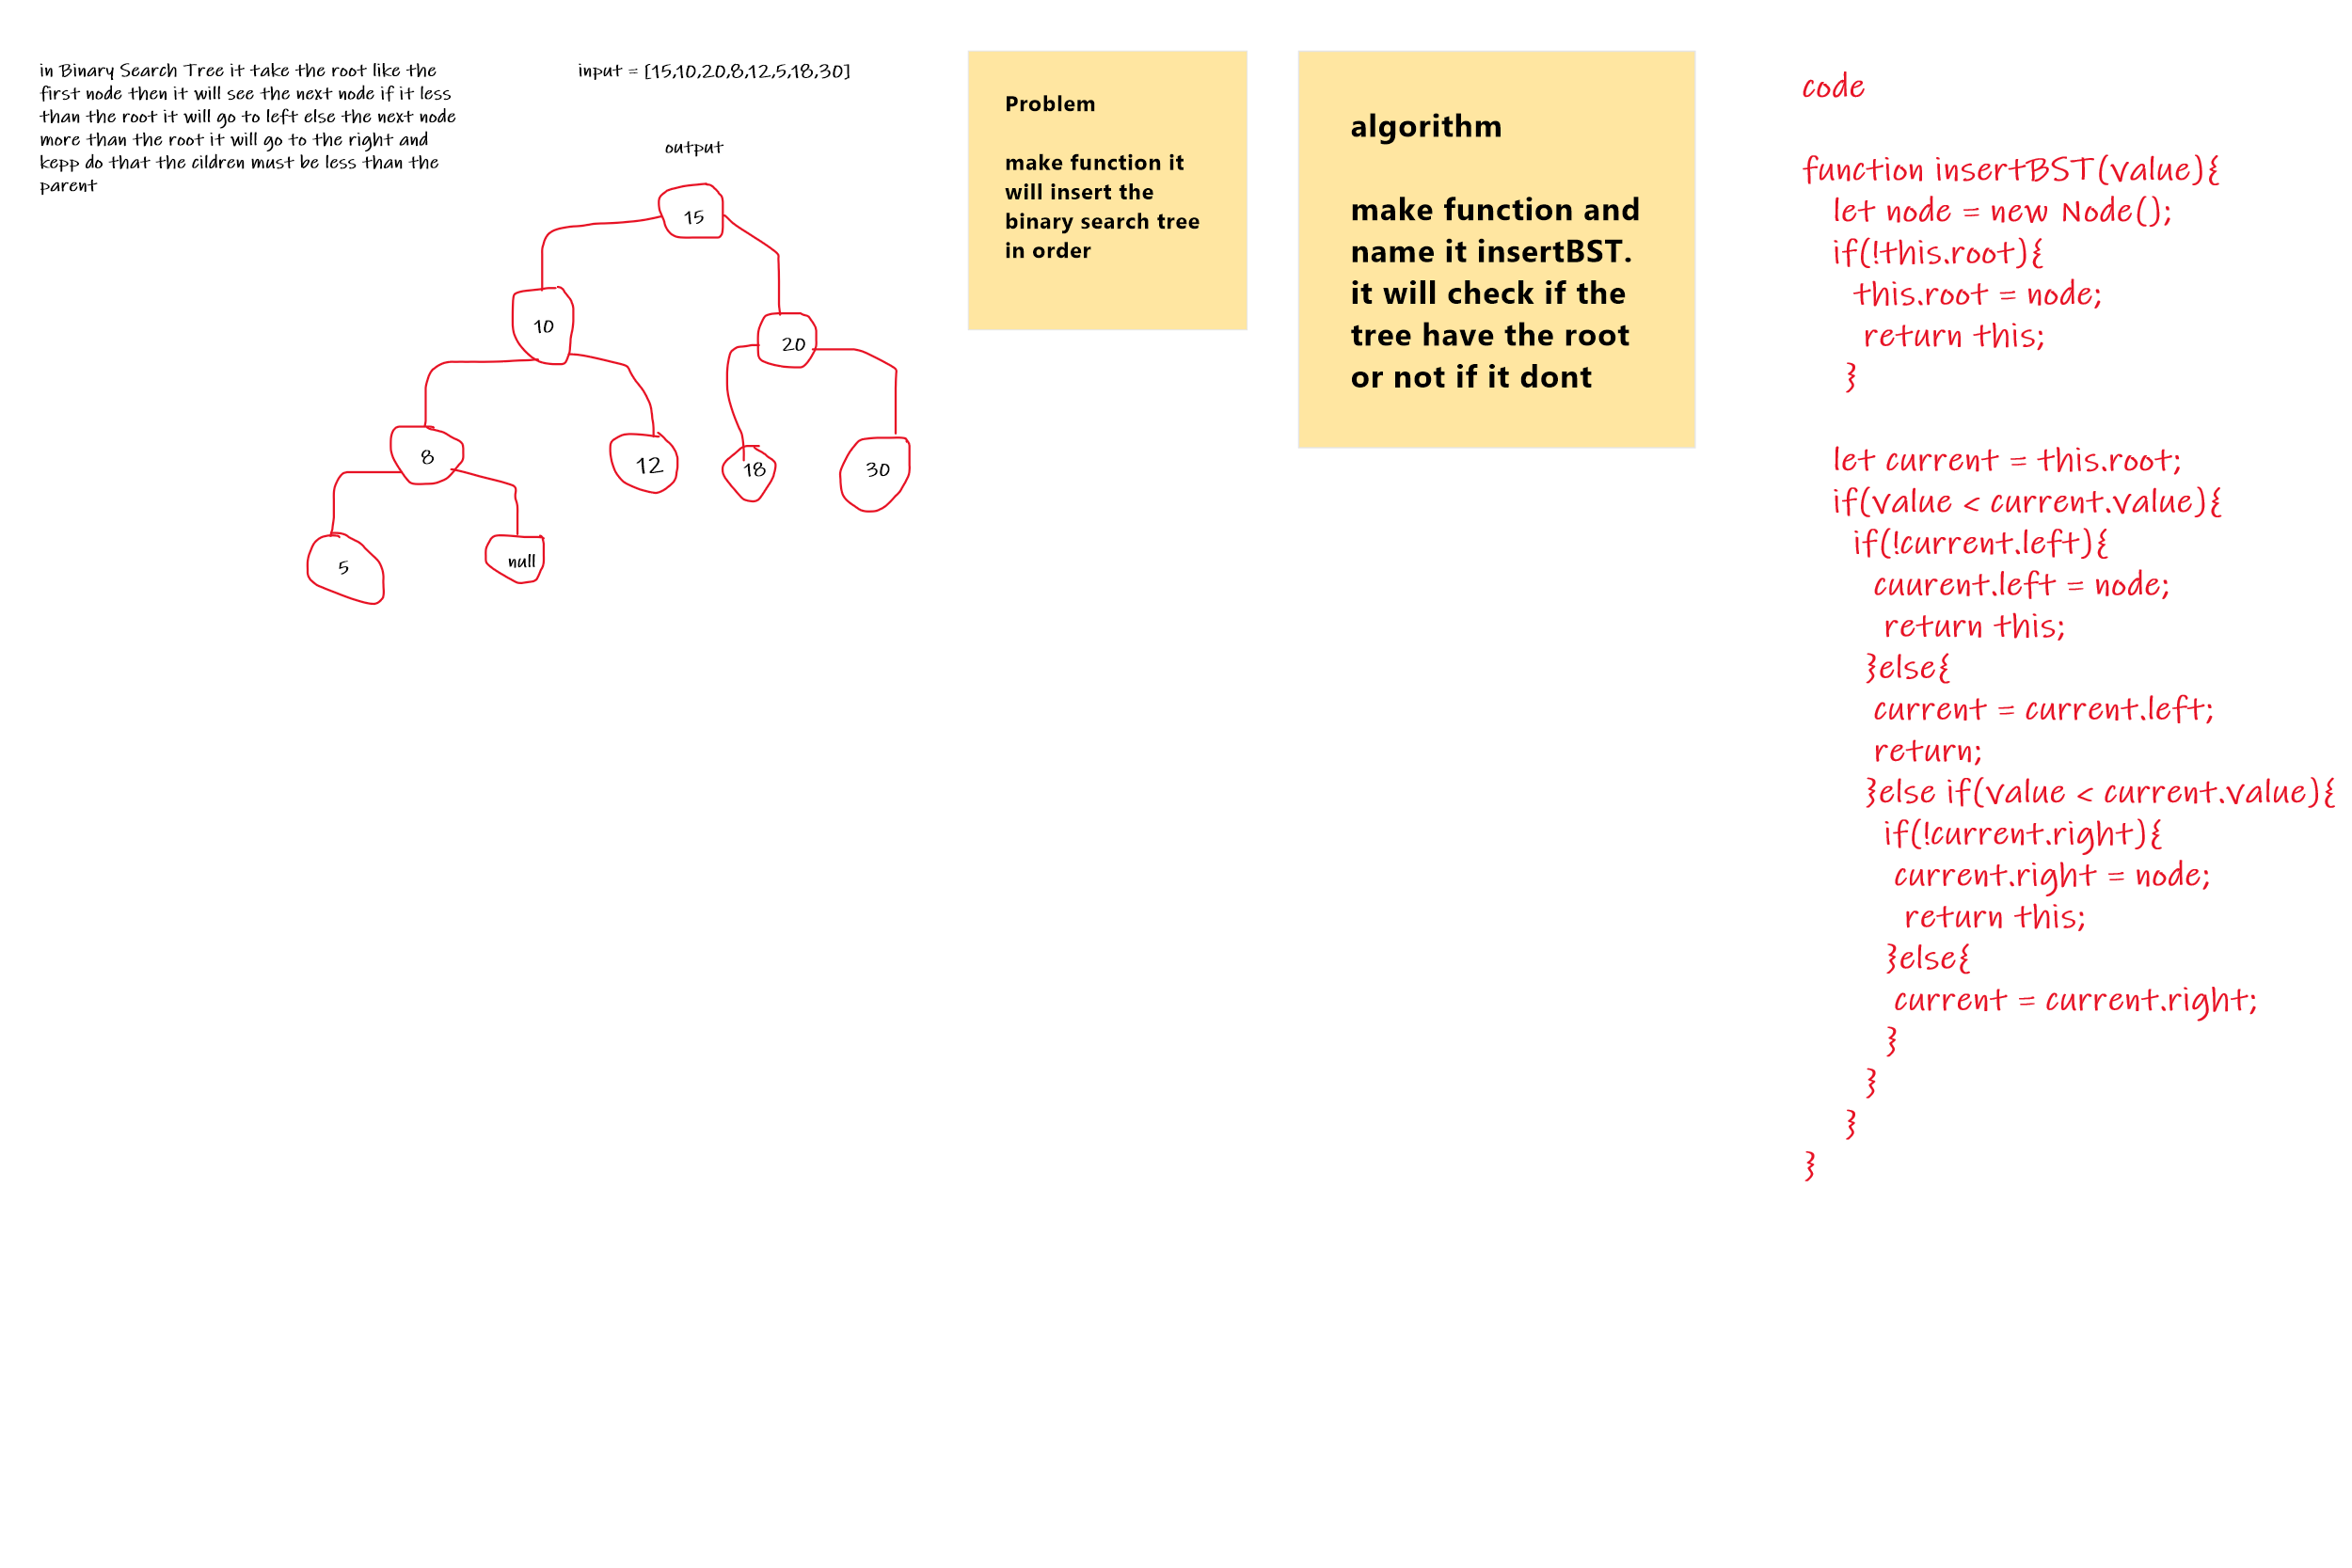 in Binary Search Tree it take the root like the
first node then it will see the next node if it less
than the root it will go to left else the next node
more than the root it will go to the right and
kepp do that the cildren must be less than the
parent
input = [15,10,20,8,12,5,18,30]
output
15
10
20
8
12
18
30
5
null
Problem
make function it
will insert the
binary search tree
in order
algorithm
make function and
name it insertBST.
it will check if the
tree have the root
or not if it dont
code
function insertBST(value){
let node = new Node();
if(!this.root){
this.root = node;
return this;
}
let current = this.root;
if(value < current.value){
if(!current.left){
cuurent.left = node;
return this;
}else{
current = current.left;
return;
}else if(value < current.value){
if(!current.right){
current.right = node;
return this;
}else{
current = current.right;
}
}
}
}